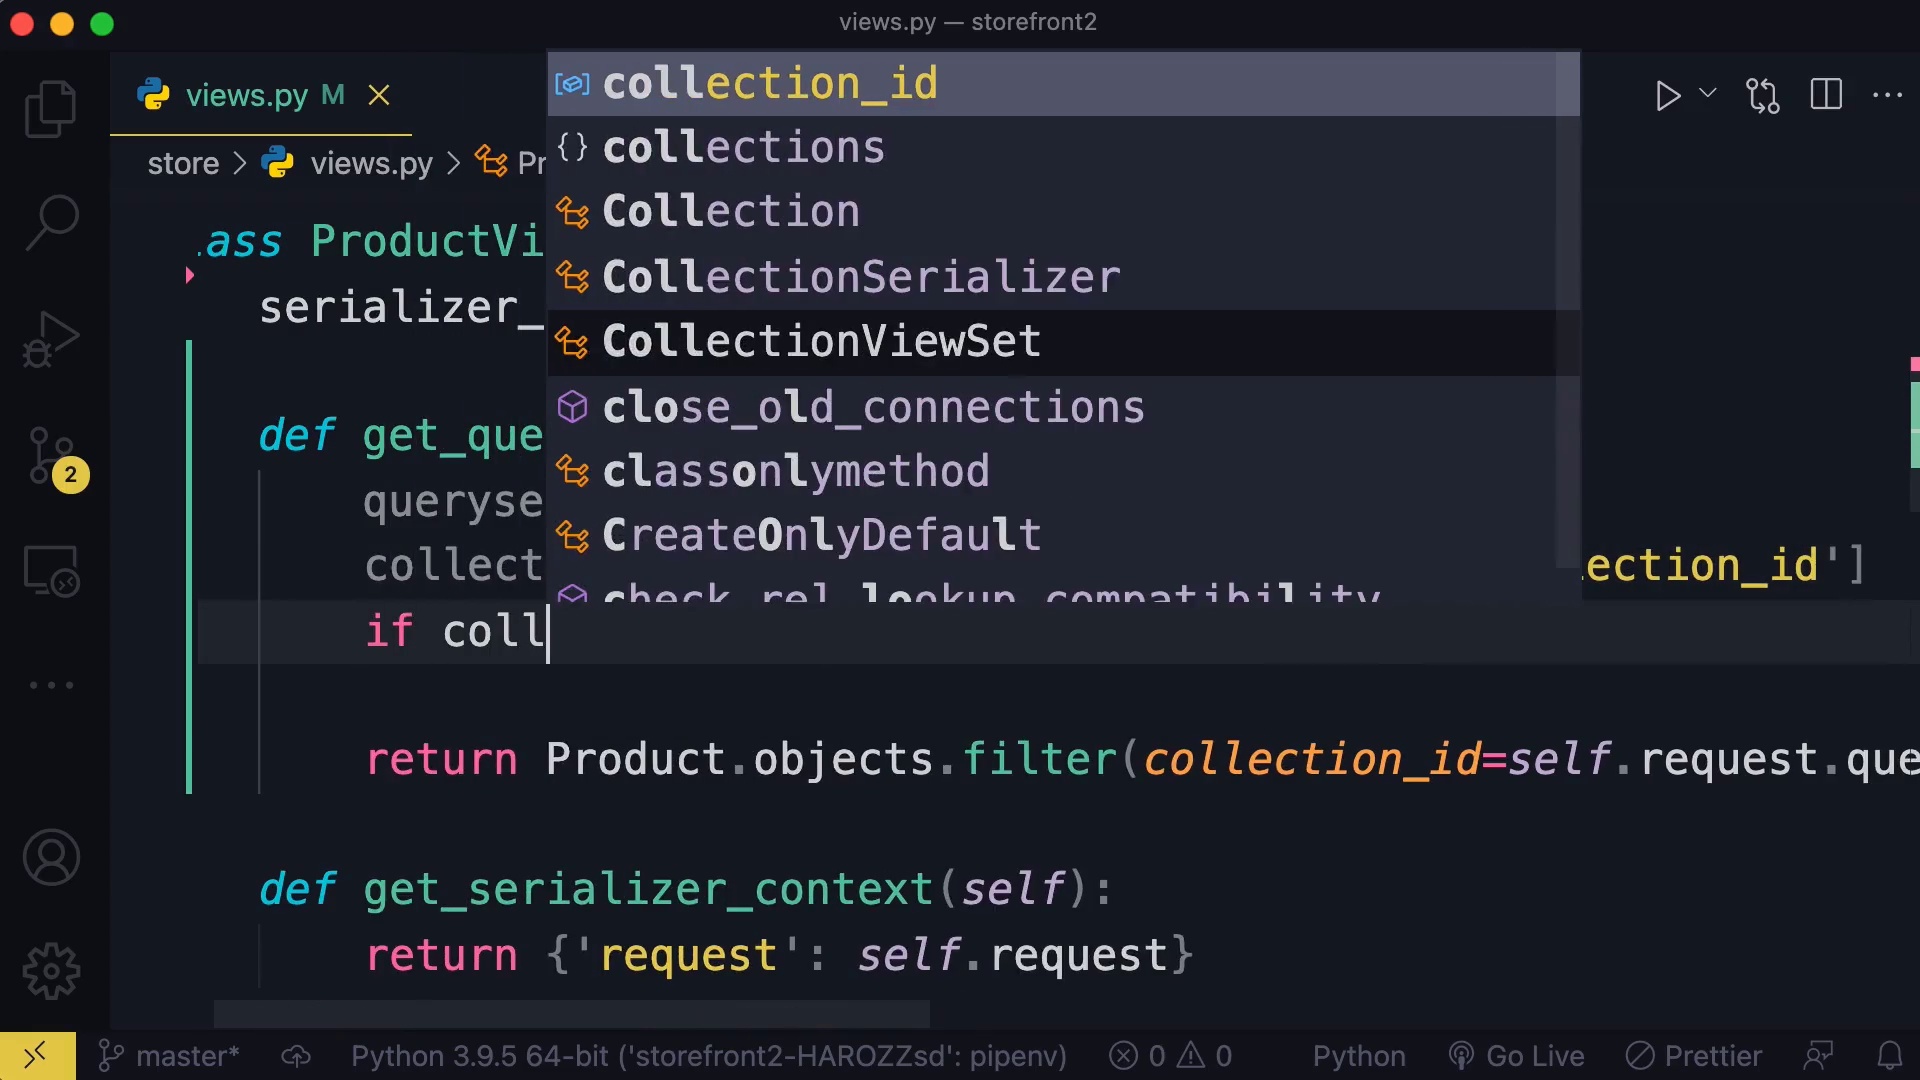 views.py — storefront2
views.py M
store > views.py > Pr
collection_id
collections
Collection
CollectionSerializer
CollectionViewSet
close_old_connections
classonlymethod
CreateOnlyDefault
check_rel_lookup_compatibility
ass ProductVi
serializer_
def get_que
queryse
collect
ection_id']
if coll
return Product.objects.filter(collection_id=self.request.que
def get_serializer_context(self):
return {'request': self.request}
2
master* Python 3.9.5 64-bit ('storefront2-HAROZZsd': pipenv) 0 0 Python Go Live Prettier